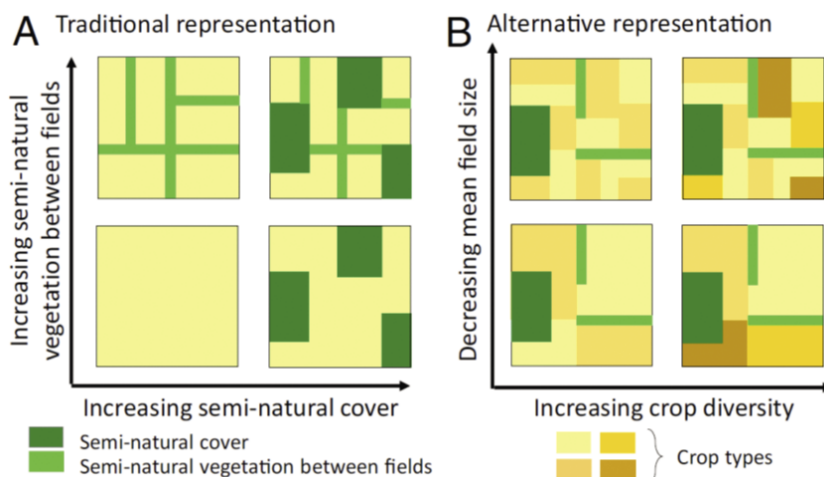 A Traditional representation
Increasing semi-natural
vegetation between fields
Increasing semi-natural cover
Semi-natural cover
Semi-natural vegetation between fields
B Alternative representation
Decreasing mean field size
Increasing crop diversity
Crop types